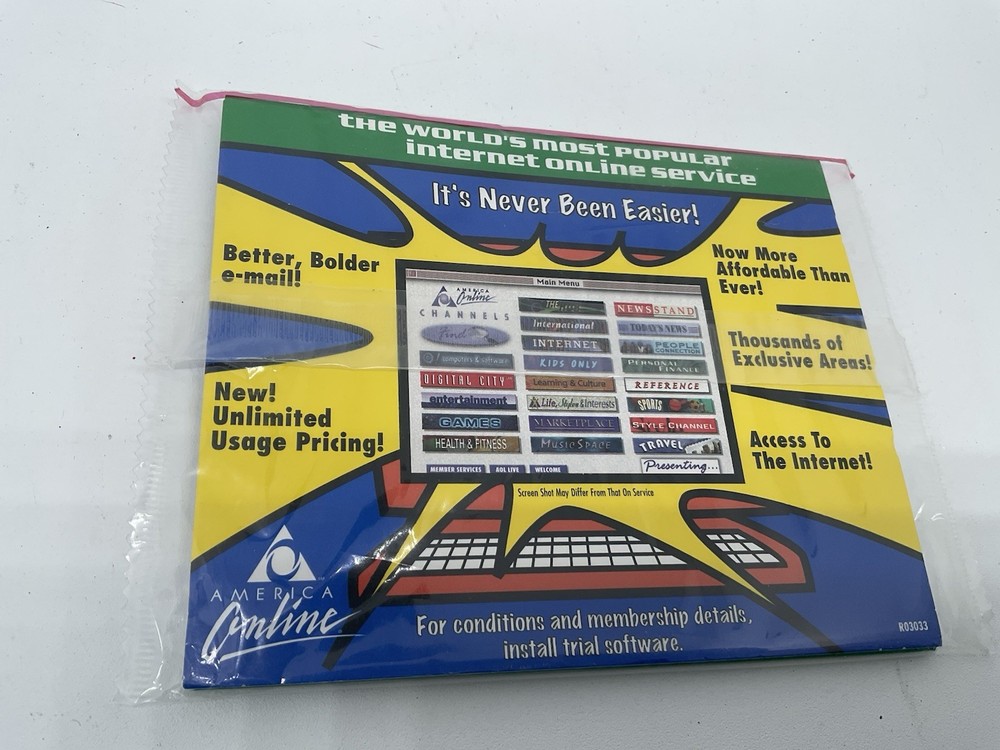 THE WORLD'S MOST POPULAR
INTERNET ONLINE SERVICE
It's Never Been Easier!
Better, Bolder
e-mail!
New!
Unlimited
Usage Pricing!
Now More
Affordable Than
Ever!
Thousands of
Exclusive Areas!
Access To
The Internet!
Main Menu
AMERICA
Online
CHANNELS
Find
computers & software
DIGITAL CITY
entertainment
GAMES
HEALTH & FITNESS
THE
International
INTERNET
KIDS ONLY
Learning & Culture
Life, Styles & Interests
MARKETPLACE
MusicSpace
NEWSSTAND
TODAY'S NEWS
PEOPLE
CONNECTION
PERSONAL
FINANCE
REFERENCE
SPORTS
STYLE CHANNEL
TRAVEL
MEMBER SERVICES AOL LIVE WELCOME
Presenting...
Screen Shot May Differ From That On Service
AMERICA
Online
For conditions and membership details,
install trial software.
R03033